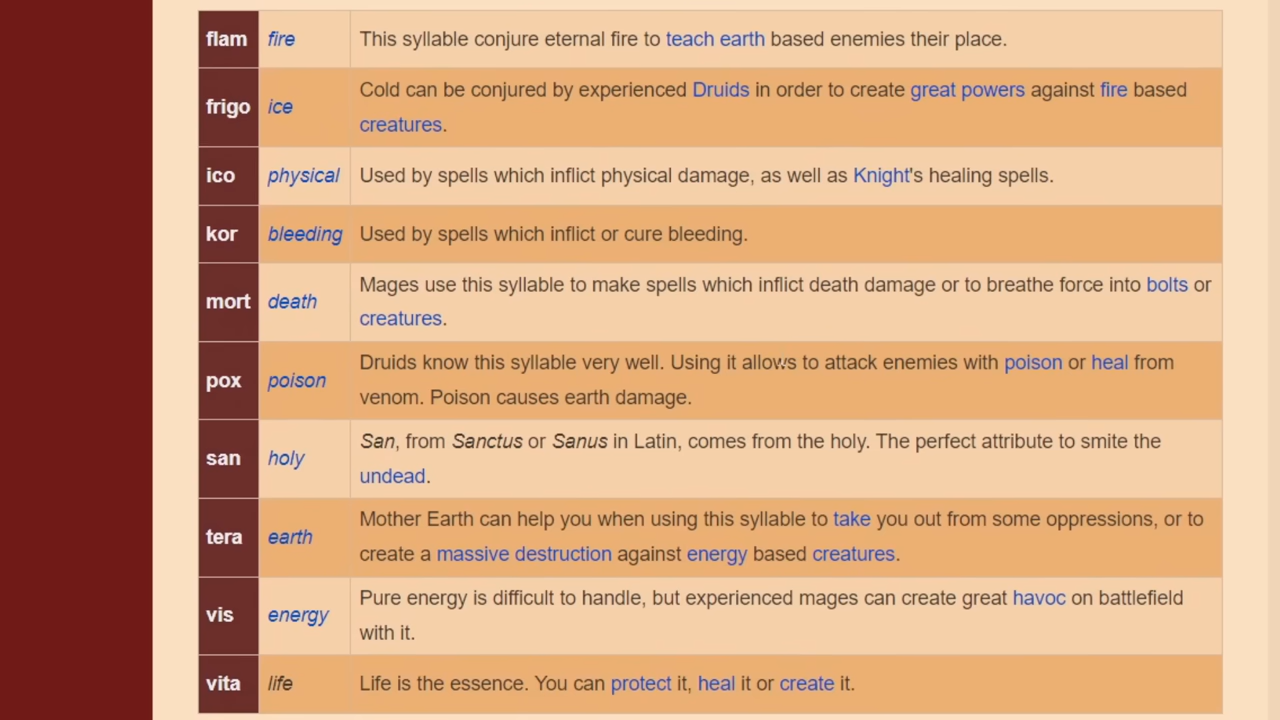 flam fire This syllable conjure eternal fire to teach earth based enemies their place.
frigo ice Cold can be conjured by experienced Druids in order to create great powers against fire based
creatures.
ico physical Used by spells which inflict physical damage, as well as Knight's healing spells.
kor bleeding Used by spells which inflict or cure bleeding.
mort death Mages use this syllable to make spells which inflict death damage or to breathe force into bolts or
creatures.
pox poison Druids know this syllable very well. Using it allows to attack enemies with poison or heal from
venom. Poison causes earth damage.
san holy San, from Sanctus or Sanus in Latin, comes from the holy. The perfect attribute to smite the
undead.
tera earth Mother Earth can help you when using this syllable to take you out from some oppressions, or to
create a massive destruction against energy based creatures.
vis energy Pure energy is difficult to handle, but experienced mages can create great havoc on battlefield
with it.
vita life Life is the essence. You can protect it, heal it or create it.